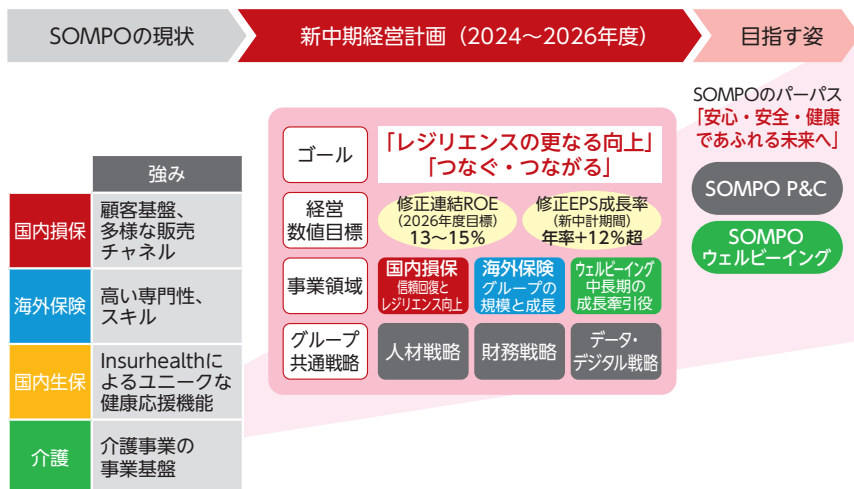 SOMPOの現状
新中期経営計画（2024～2026年度）
目指す姿
強み
国内損保
顧客基盤、
多様な販売
チャネル
海外保険
高い専門性、
スキル
国内生保
Insurhealthに
よるユニークな
健康応援機能
介護
介護事業の
事業基盤
ゴール
「レジリエンスの更なる向上」
「つなぐ・つながる」
経営
数値目標
修正連結ROE
（2026年度目標）
13～15%
修正EPS成長率
（新中計期間）
年率+12%超
事業領域
国内損保
信頼回復と
レジリエンス向上
海外保険
グループの
規模と成長
ウェルビーイング
中長期の
成長牽引役
グループ
共通戦略
人材戦略
財務戦略
データ・
デジタル戦略
SOMPOのパーパス
「安心・安全・健康
であふれる未来へ」
SOMPO P&C
SOMPO
ウェルビーイング